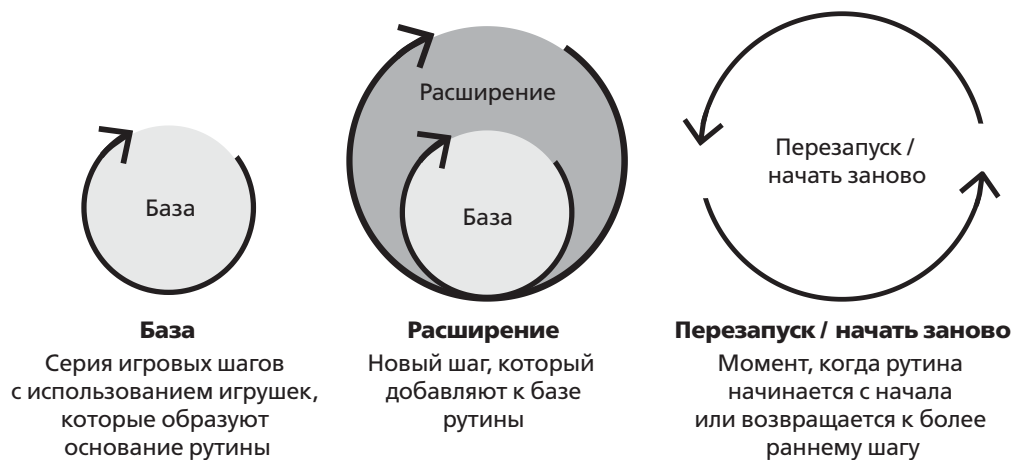 База
Расширение
База
Перезапуск /
начать заново
База
Серия игровых шагов
с использованием игрушек,
которые образуют
основание рутины
Расширение
Новый шаг, который
добавляют к базе
рутины
Перезапуск / начать заново
Момент, когда рутина
начинается с начала
или возвращается к более
раннему шагу